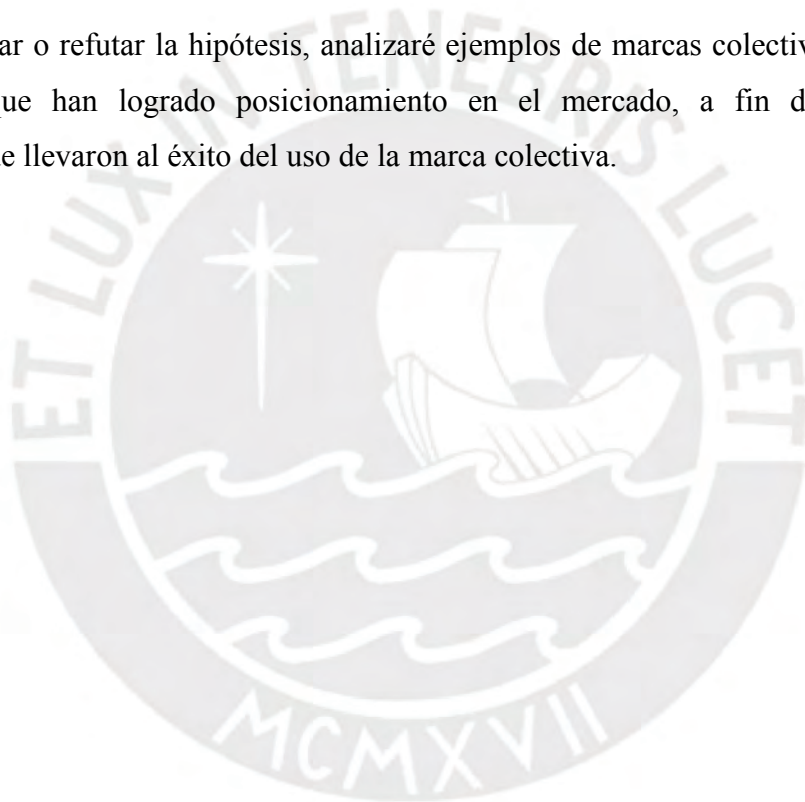 ar o refutar la hipótesis, analizaré ejemplos de marcas colectiv
que han logrado posicionamiento en el mercado, a fin d
e llevaron al éxito del uso de la marca colectiva.
ET LUX IN TENEBRIS LUCET
MCMXVII